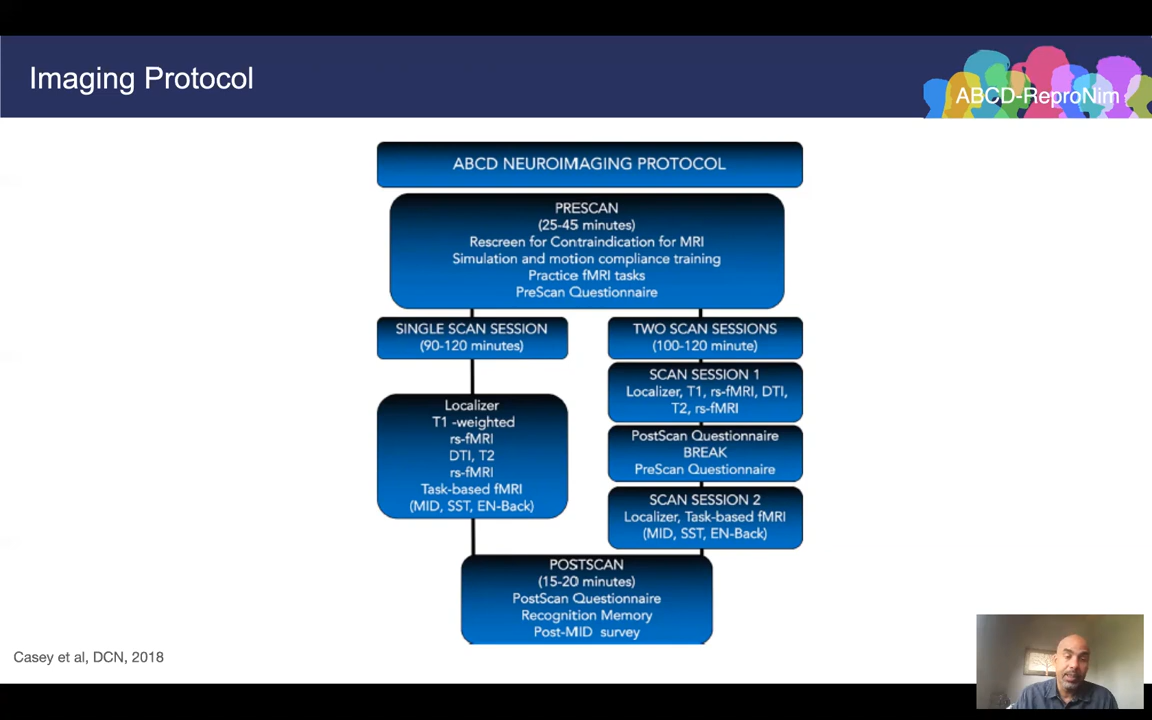 Imaging Protocol
ABCD-ReproNim
ABCD NEUROIMAGING PROTOCOL
PRESCAN
(25-45 minutes)
Rescreen for Contraindication for MRI
Simulation and motion compliance training
Practice fMRI tasks
PreScan Questionnaire
SINGLE SCAN SESSION
(90-120 minutes)
Localizer
T1 -weighted
rs-fMRI
DTI, T2
rs-fMRI
Task-based fMRI
(MID, SST, EN-Back)
TWO SCAN SESSIONS
(100-120 minute)
SCAN SESSION 1
Localizer, T1, rs-fMRI, DTI,
T2, rs-fMRI
PostScan Questionnaire
BREAK
PreScan Questionnaire
SCAN SESSION 2
Localizer, Task-based fMRI
(MID, SST, EN-Back)
POSTSCAN
(15-20 minutes)
PostScan Questionnaire
Recognition Memory
Post-MID survey
Casey et al, DCN, 2018